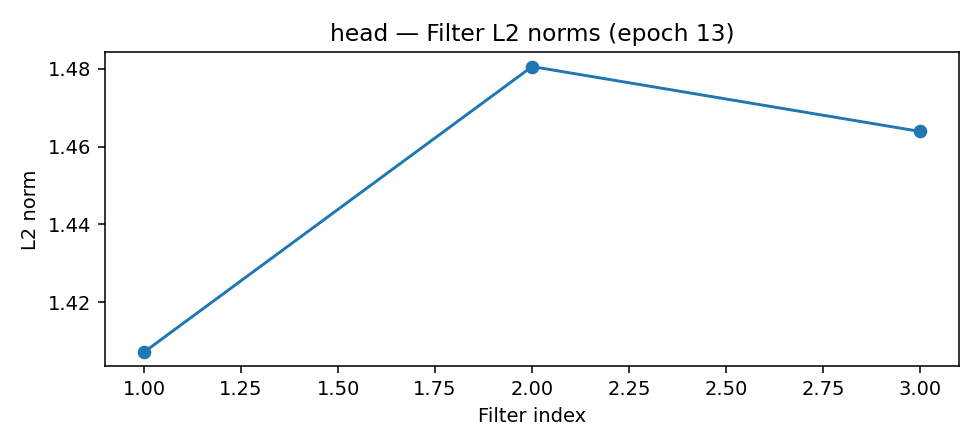 head — Filter L2 norms (epoch 13)
1.48
1.46
1.44
1.42
L2 norm
1.00 1.25 1.50 1.75 2.00 2.25 2.50 2.75 3.00
Filter index